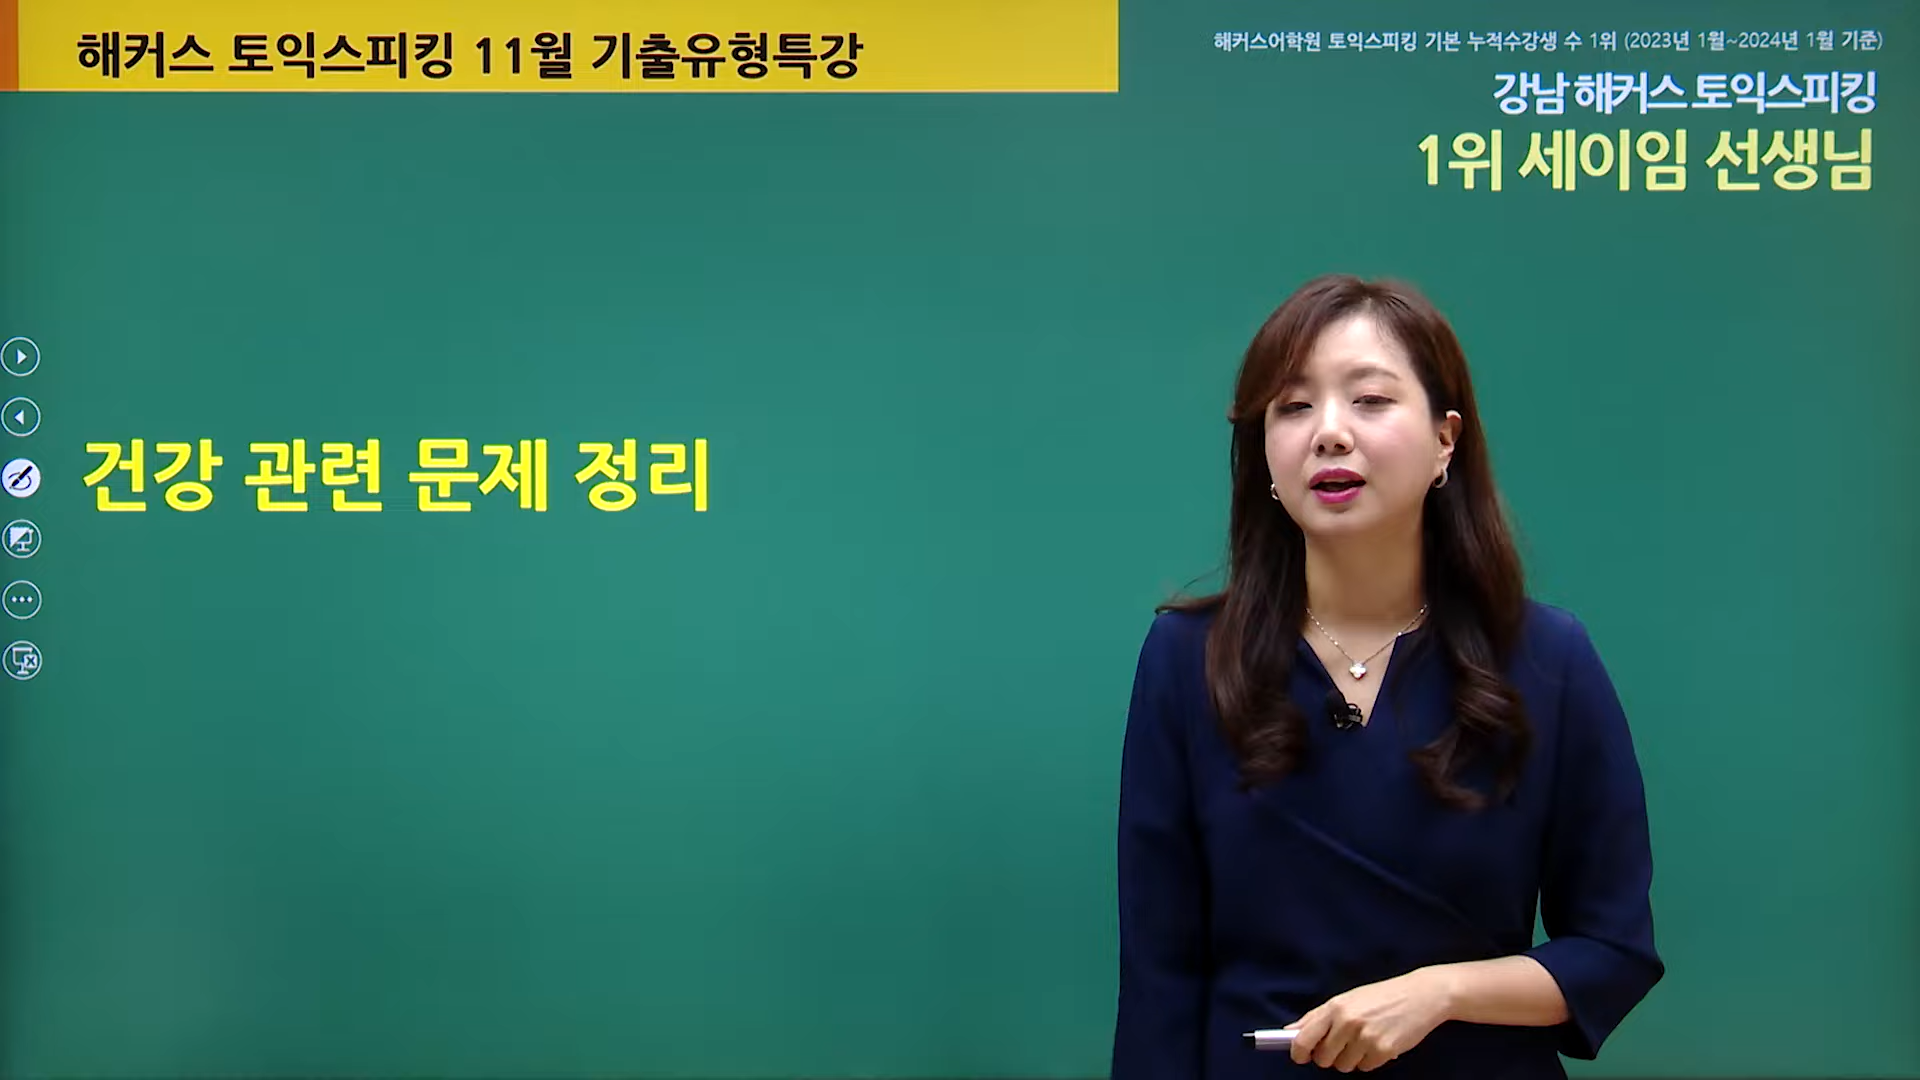 해커스 토익스피킹 11월 기출유형특강
해커스어학원 토익스피킹 기본 누적수강생 수 1위 (2023년 1월~2024년 1월 기준)
강남 해커스 토익스피킹
1위 세이임 선생님
건강 관련 문제 정리